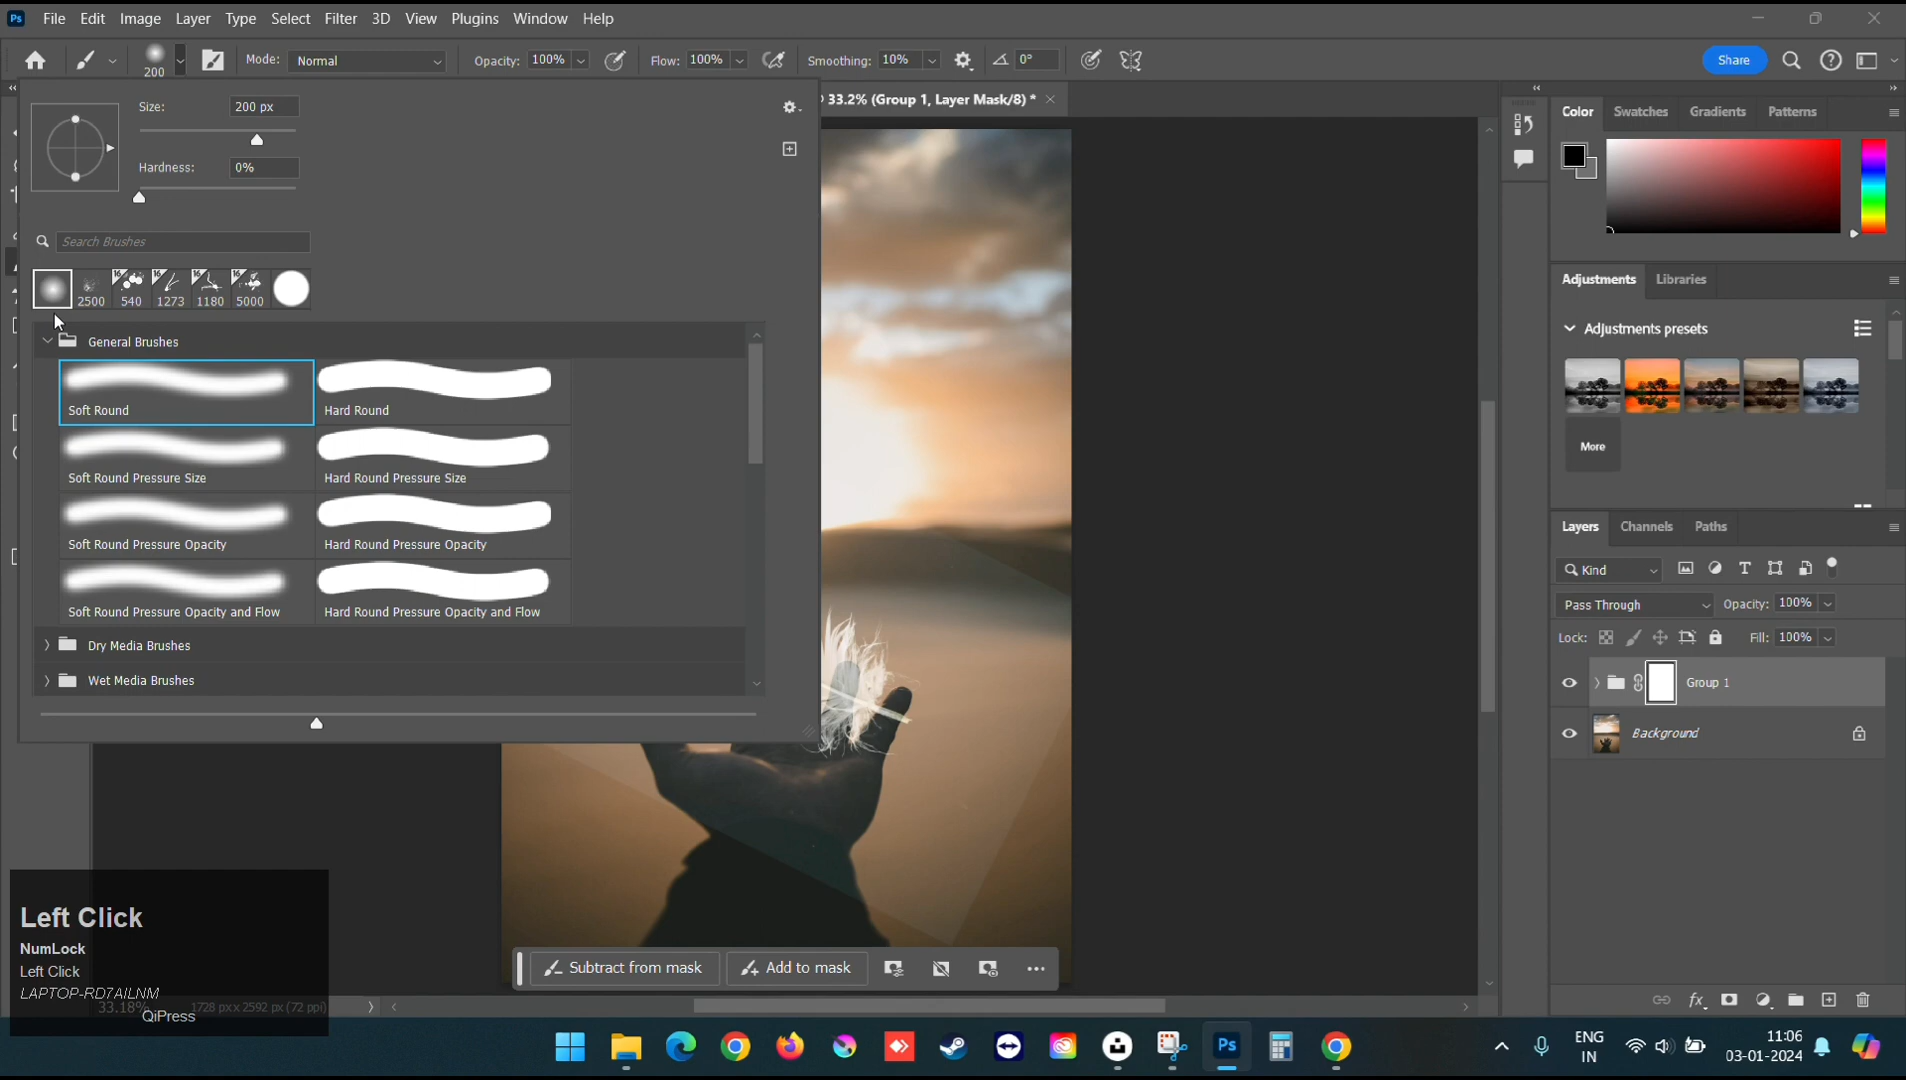 Ps File Edit Image Layer Type Select Filter 3D View Plugins Window Help
200 Mode: Normal Opacity: 100% Flow: 100% Smoothing: 10% 0° Share
33.2% (Group 1, Layer Mask/8) *
Size: 200 px
Hardness: 0%
Search Brushes
2500 540 1273 1180 5000
16 16 16 16
General Brushes
Soft Round Hard Round
Soft Round Pressure Size Hard Round Pressure Size
Soft Round Pressure Opacity Hard Round Pressure Opacity
Soft Round Pressure Opacity and Flow Hard Round Pressure Opacity and Flow
Dry Media Brushes
Wet Media Brushes
Color Swatches Gradients Patterns
Adjustments Libraries
Adjustments presets
More
Layers Channels Paths
Kind
Pass Through Opacity: 100%
Lock: Fill: 100%
Group 1
Background
fx
Subtract from mask Add to mask
Left Click
NumLock
Left Click
LAPTOP-RD7AILNM
QiPress
33.18% 1728 px x 2592 px (72 ppi)
Ps
ENG
IN
11:06
03-01-2024